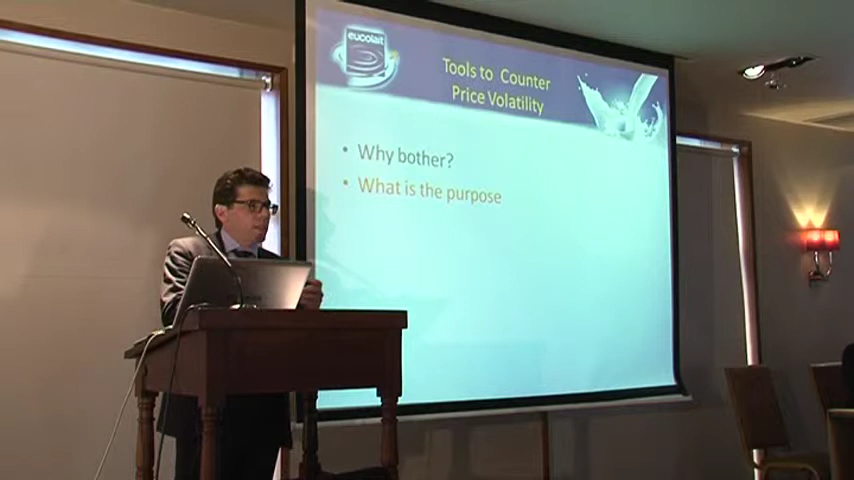 eucolait
Tools to Counter
Price Volatility
• Why bother?
• What is the purpose